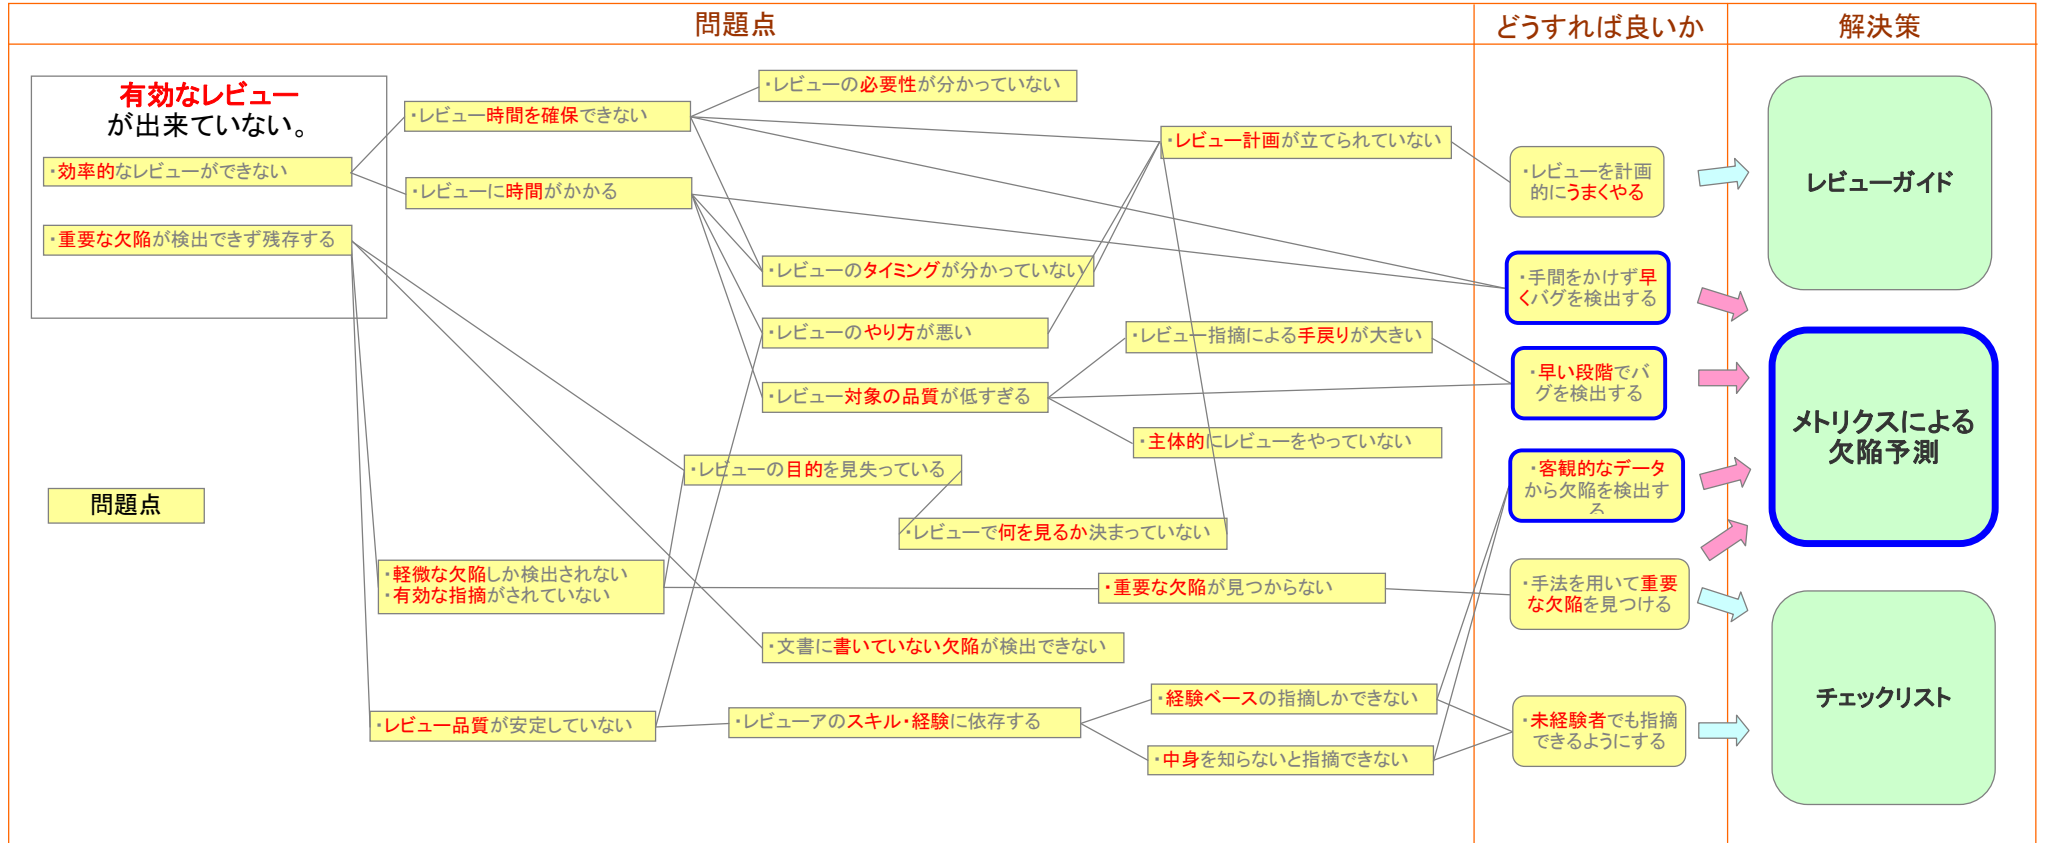 問題点
どうすれば良いか
解決策
有効なレビュー
が出来ていない。
・効率的なレビューができない
・重要な欠陥が検出できず残存する
問題点
・レビュー時間を確保できない
・レビューに時間がかかる
・軽微な欠陥しか検出されない
・有効な指摘がされていない
・レビュー品質が安定していない
・レビューの必要性が分かっていない
・レビューのタイミングが分かっていない
・レビューのやり方が悪い
・レビュー対象の品質が低すぎる
・レビューの目的を見失っている
・レビューで何を見るか決まっていない
・文書に書いていない欠陥が検出できない
・レビューアのスキル・経験に依存する
・レビュー計画が立てられていない
・レビュー指摘による手戻りが大きい
・主体的にレビューをやっていない
・重要な欠陥が見つからない
・経験ベースの指摘しかできない
・中身を知らないと指摘できない
・レビューを計画
的にうまくやる
・手間をかけず早
くバグを検出する
・早い段階でバ
グを検出する
・客観的なデータ
から欠陥を検出す
る
・手法を用いて重要
な欠陥を見つける
・未経験者でも指摘
できるようにする
レビューガイド
メトリクスによる
欠陥予測
チェックリスト